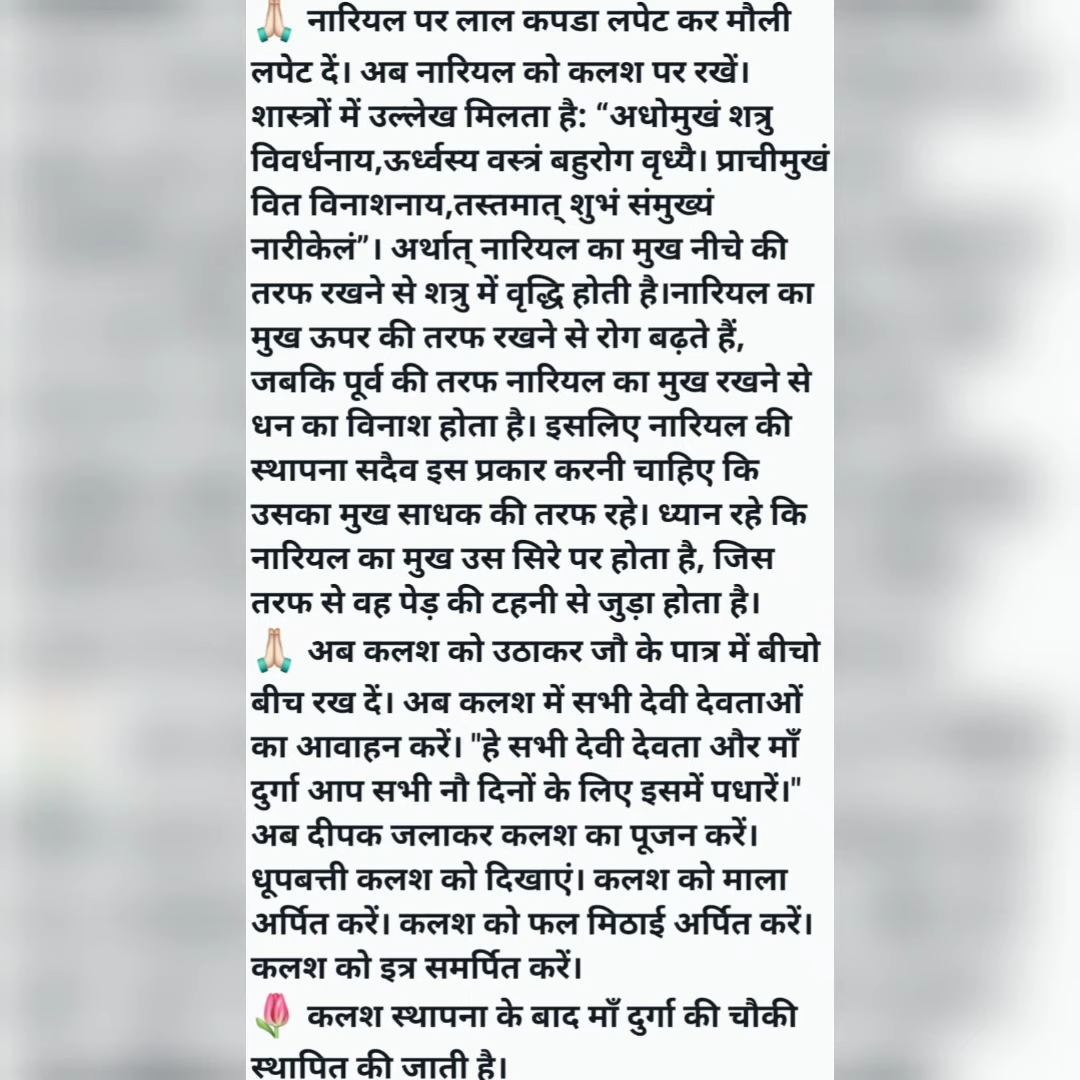 🙏🏻 नारियल पर लाल कपडा लपेट कर मौली
लपेट दें। अब नारियल को कलश पर रखें।
शास्त्रों में उल्लेख मिलता है: “अधोमुखं शत्रु
विवर्धनाय,ऊर्ध्वस्य वस्त्रं बहुरोग वृध्यै। प्राचीमुखं
वित विनाशनाय,तस्तमात् शुभं संमुख्यं
नारीकेलं”। अर्थात् नारियल का मुख नीचे की
तरफ रखने से शत्रु में वृद्धि होती है।नारियल का
मुख ऊपर की तरफ रखने से रोग बढ़ते हैं,
जबकि पूर्व की तरफ नारियल का मुख रखने से
धन का विनाश होता है। इसलिए नारियल की
स्थापना सदैव इस प्रकार करनी चाहिए कि
उसका मुख साधक की तरफ रहे। ध्यान रहे कि
नारियल का मुख उस सिरे पर होता है, जिस
तरफ से वह पेड़ की टहनी से जुड़ा होता है।
🙏🏻 अब कलश को उठाकर जौ के पात्र में बीचो
बीच रख दें। अब कलश में सभी देवी देवताओं
का आवाहन करें। "हे सभी देवी देवता और माँ
दुर्गा आप सभी नौ दिनों के लिए इसमें पधारें।"
अब दीपक जलाकर कलश का पूजन करें।
धूपबत्ती कलश को दिखाएं। कलश को माला
अर्पित करें। कलश को फल मिठाई अर्पित करें।
कलश को इत्र समर्पित करें।
🌷 कलश स्थापना के बाद माँ दुर्गा की चौकी
स्थापित की जाती है।